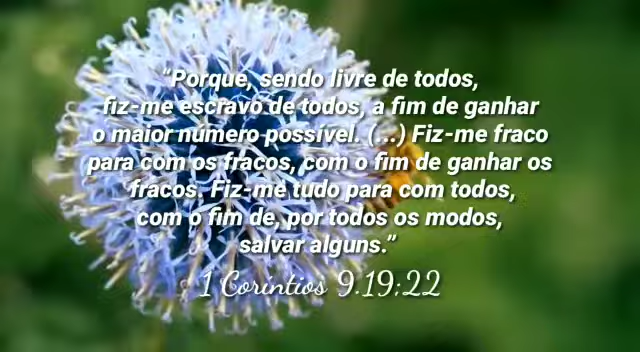 “Porque, sendo livre de todos,
fiz-me escravo de todos, a fim de ganhar
o maior número possível. (...) Fiz-me fraco
para com os fracos, com o fim de ganhar os
fracos. Fiz-me tudo para com todos,
com o fim de, por todos os modos,
salvar alguns.”
1 Coríntios 9.19;22